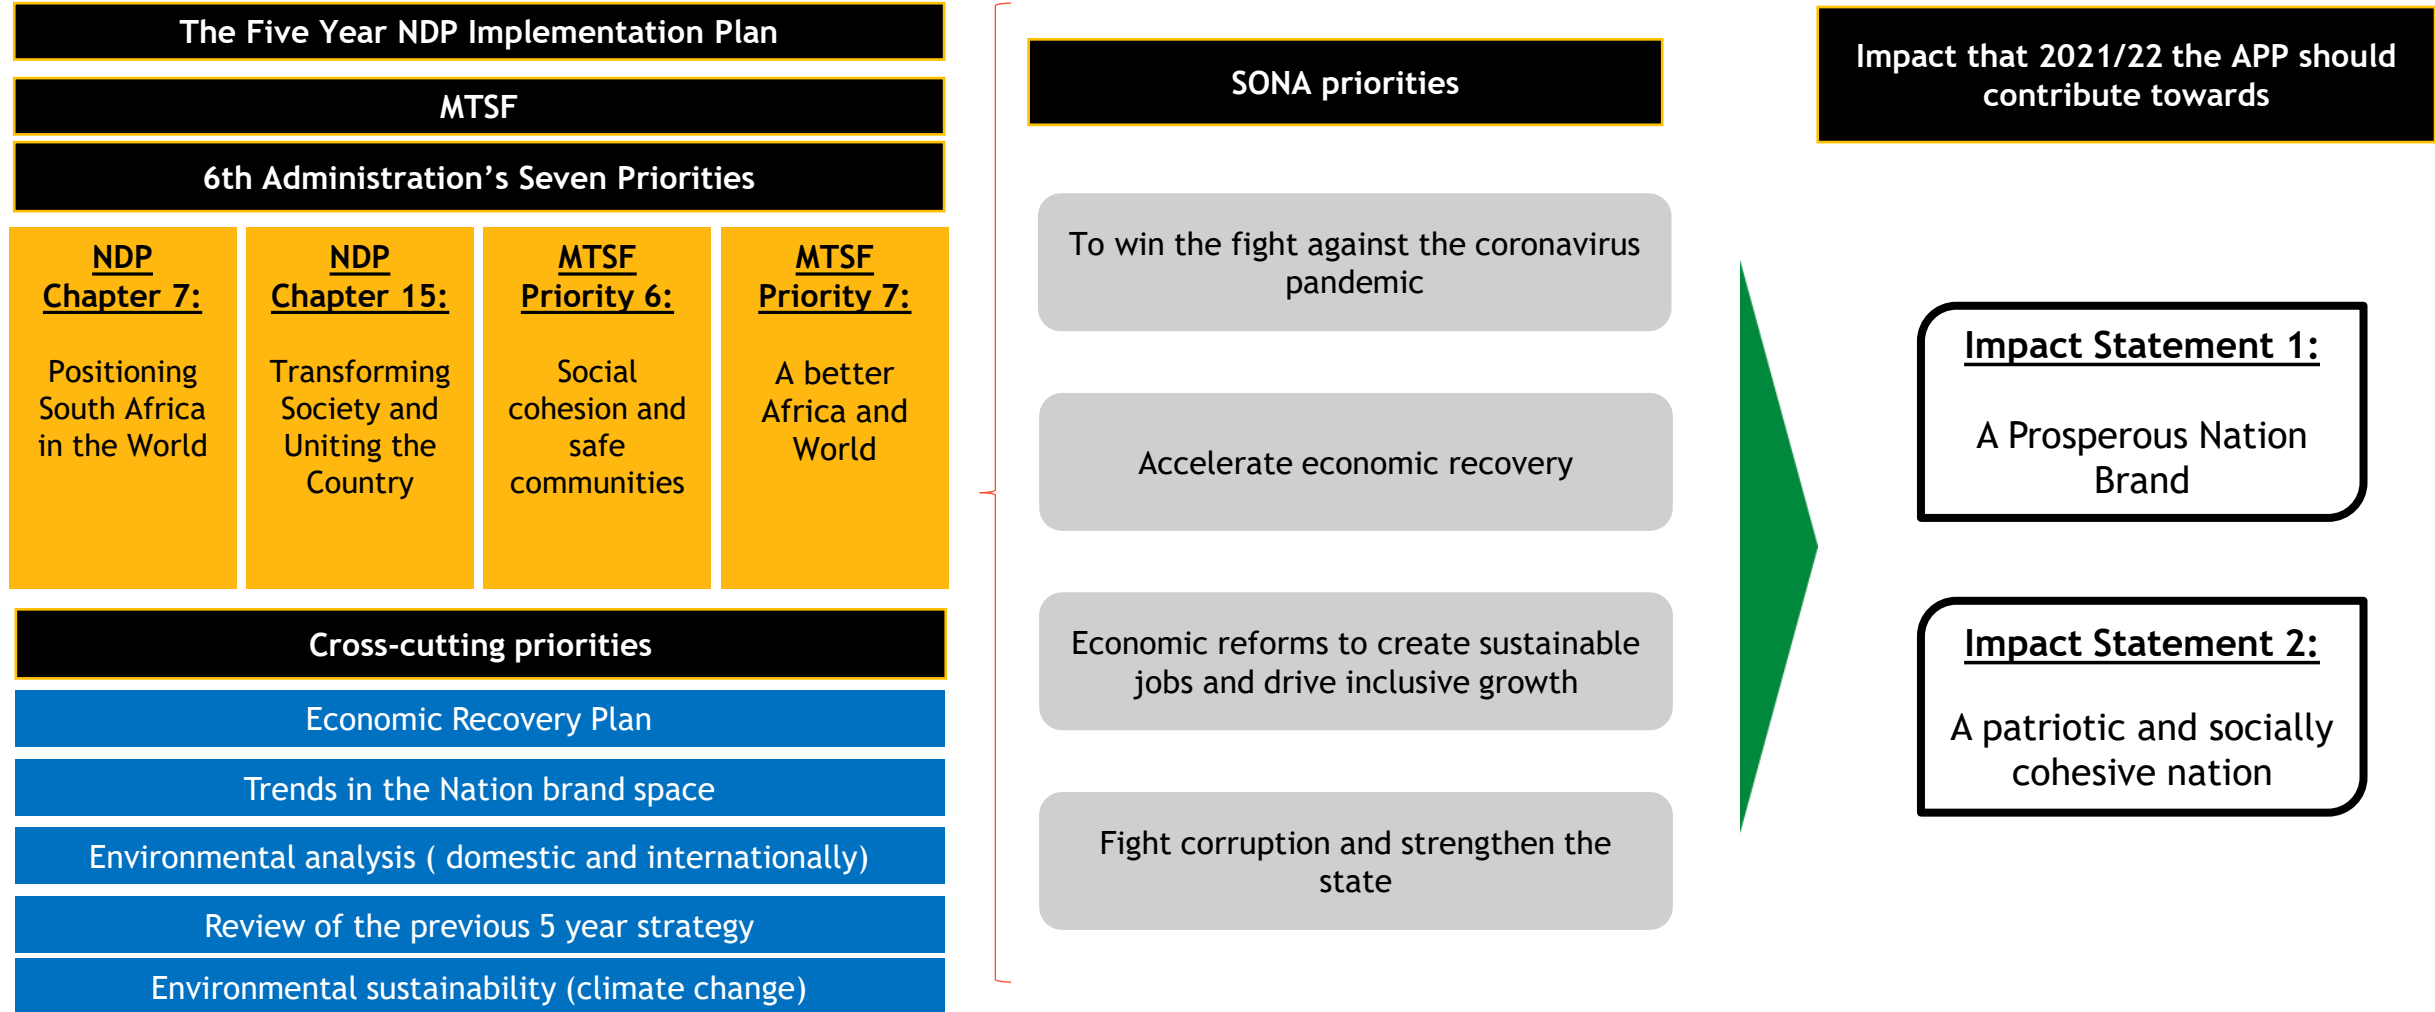 The Five Year NDP Implementation Plan
MTSF
6th Administration’s Seven Priorities
NDP
Chapter 7:
Positioning
South Africa
in the World
NDP
Chapter 15:
Transforming
Society and
Uniting the
Country
MTSF
Priority 6:
Social
cohesion and
safe
communities
MTSF
Priority 7:
A better
Africa and
World
Cross-cutting priorities
Economic Recovery Plan
Trends in the Nation brand space
Environmental analysis ( domestic and internationally)
Review of the previous 5 year strategy
Environmental sustainability (climate change)
SONA priorities
To win the fight against the coronavirus
pandemic
Accelerate economic recovery
Economic reforms to create sustainable
jobs and drive inclusive growth
Fight corruption and strengthen the
state
Impact that 2021/22 the APP should
contribute towards
Impact Statement 1:
A Prosperous Nation
Brand
Impact Statement 2:
A patriotic and socially
cohesive nation